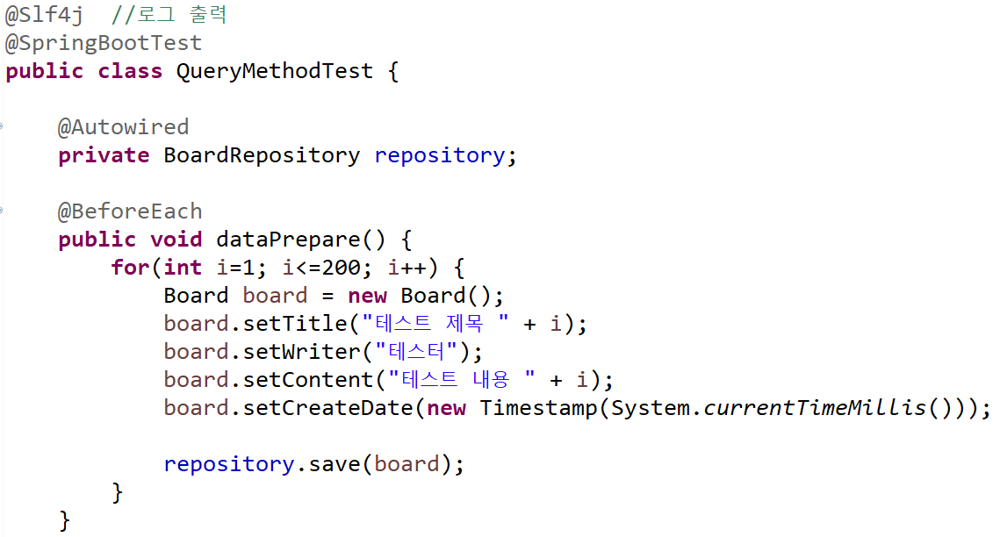 @Slf4j  //로그 출력
@SpringBootTest
public class QueryMethodTest {
@Autowired
private BoardRepository repository;
@BeforeEach
public void dataPrepare() {
for(int i=1; i<=200; i++) {
Board board = new Board();
board.setTitle("테스트 제목 " + i);
board.setWriter("테스터");
board.setContent("테스트 내용 " + i);
board.setCreateDate(new Timestamp(System.currentTimeMillis()));
repository.save(board);
}
}